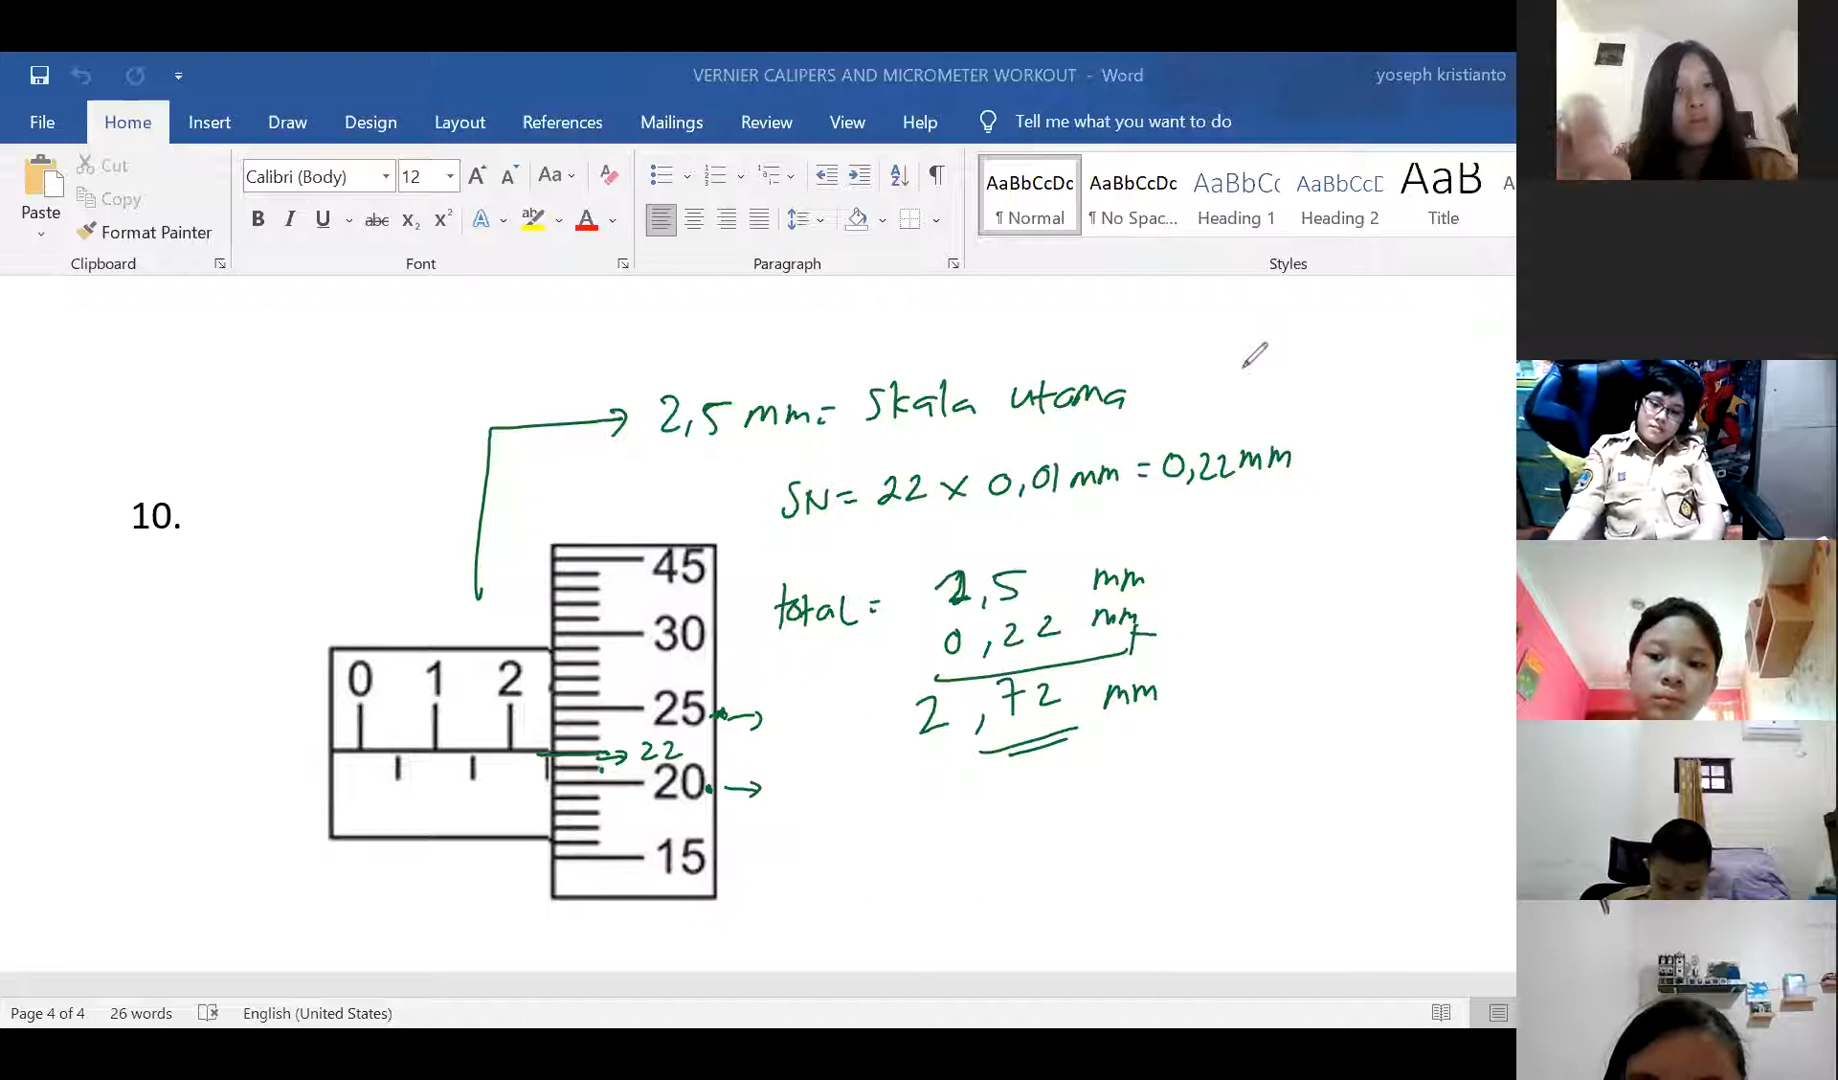 VERNIER CALIPERS AND MICROMETER WORKOUT - Word
yoseph kristianto
File Home Insert Draw Design Layout References Mailings Review View Help Tell me what you want to do
Cut
Copy
Paste
Format Painter
Clipboard
Calibri (Body) 12
Aa
B I U abc X₂ X² A A
Font
Paragraph
AaBbCcDc AaBbCcDc AaBbCc AaBbCcD AaB
¶ Normal ¶ No Spac... Heading 1 Heading 2 Title
Styles
2,5 mm = Skala utama
SN = 22 x 0,01 mm = 0,22 mm
10.
total = 2,5 mm
0,22 mm +
2,72 mm
0 1 2
45
30
25
22
20
15
Page 4 of 4 26 words English (United States)